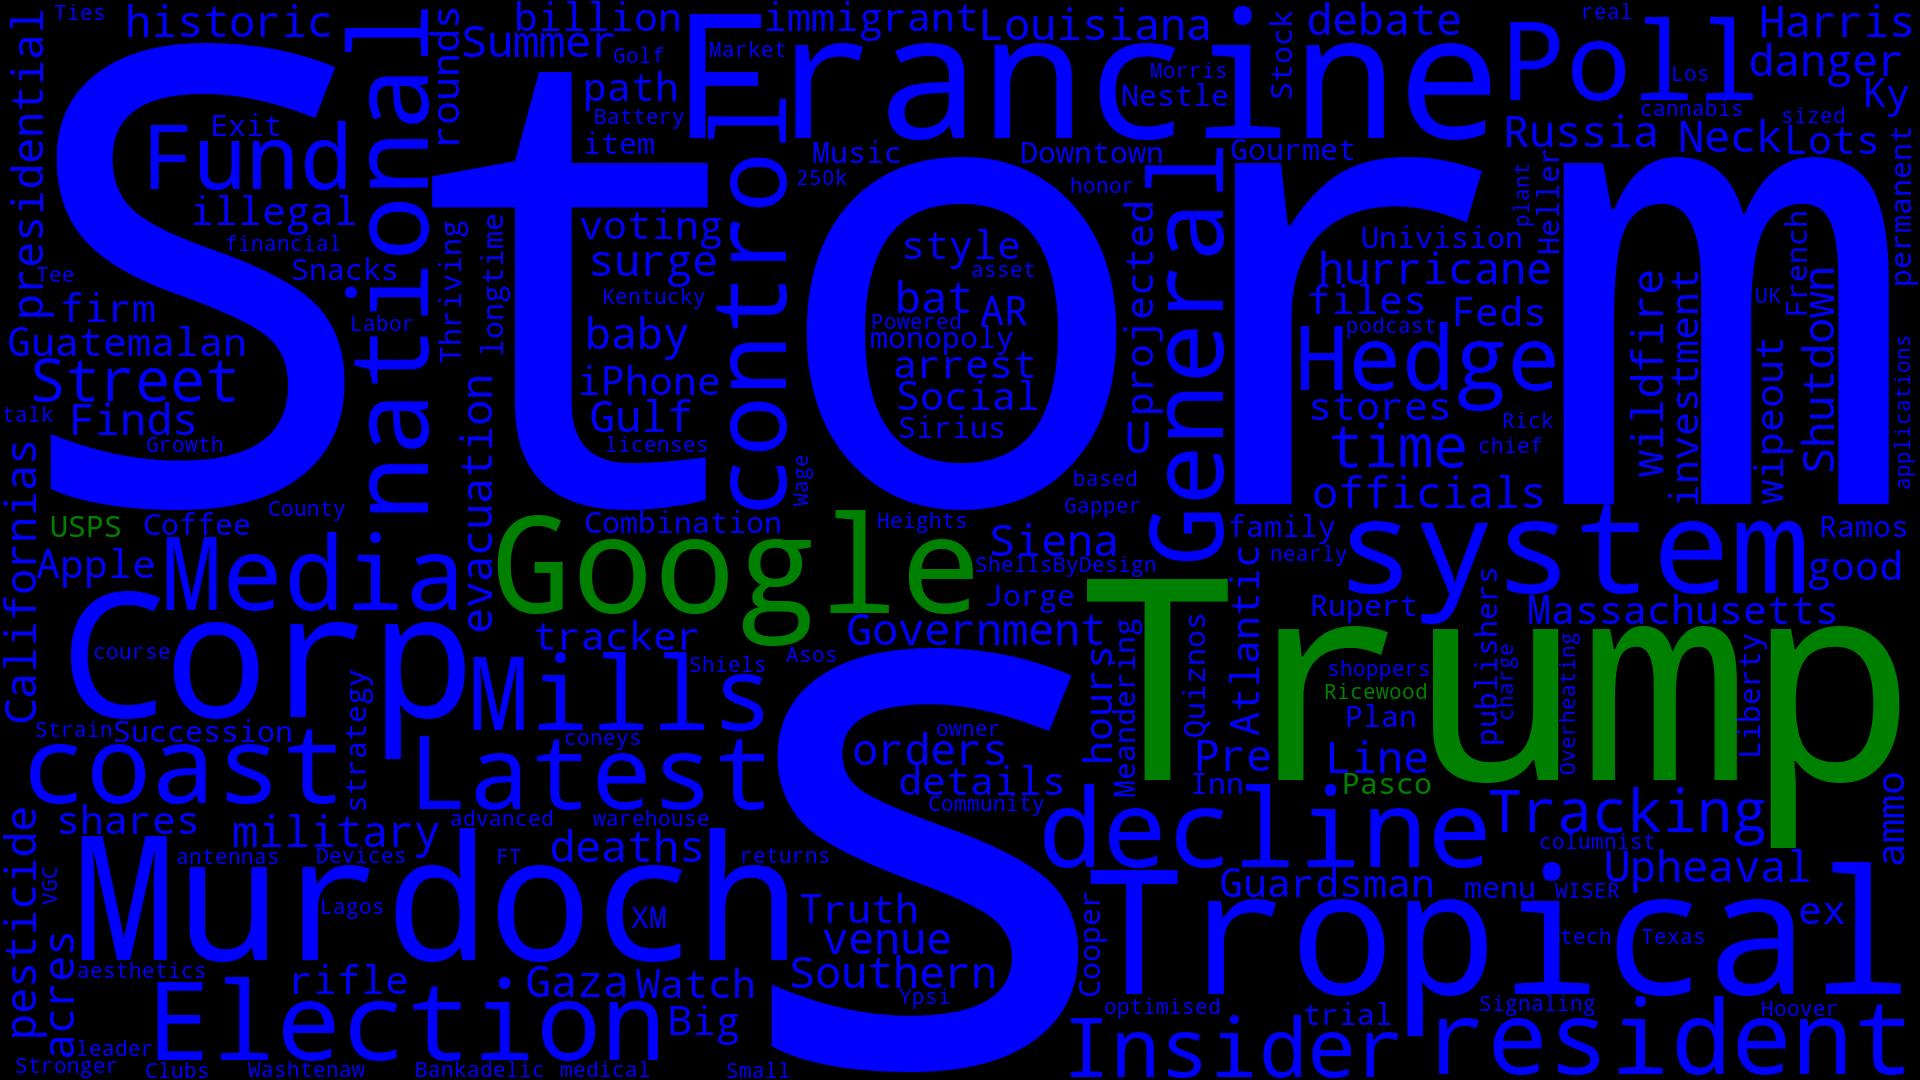 Ties
historic
presidential
national
rounds
billion
Summer
Golf
Market
immigrant
Louisiana
Stock
debate
real
Harris
Francine
Poll
Los
danger
Ky
path
Battery
item
Morris
Nestle
cannabis
sized
Exit
Fund
control
Music
250k
Downtown
honor
Gourmet
Russia
Neck
Lots
permanent
Storm
illegal
financial
Snacks
Tee
firm
Labor
Guatemalan
Street
talk
Finds
Growth
Thriving
longtime
voting
surge
Kentucky
baby
iPhone
Gulf
licenses
style
asset
bat
AR
Powered
monopoly
arrest
Social
Sirius
projected
General
plant
Heller
Univision
hurricane
files
podcast
Feds
Hedge
stores
Rick
time
chief
officials
wildfire
investment
UK
French
wipeout
Shutdown
applications
Californias
County
USPS
Coffee
evacuation
Wage
based
Gapper
Combination
Heights
Google
Siena
family
nearly
system
Ramos
good
Apple
Media
ShellsByDesign
Jorge
Atlantic
Rupert
Massachusetts
Corp
course
tracker
Government
Mills
Shiels
Asos
hours
Meandering
Quiznos
Trump
shoppers
Ricewood
Plan
publishers
charge
Overheating
Liberty
Strain
Succession
strategy
coneys
owner
orders
Pre
Line
coast
Latest
details
Inn
Pasco
Community
shares
military
advanced
warehouse
decline
Tracking
ammo
pesticide
antennas
Devices
FT
deaths
returns
columnist
VGC
Murdoch
Lagos
XM
Truth
venue
S
Cooper
Guardsman
menu
WISER
Upheaval
Tropical
ex
tech
Texas
acres
aesthetics
rifle
Gaza
Watch
Southern
Ypsi
optimised
trial
Signaling
Hoover
Election
Big
Insider
resident
leader
Stronger
Clubs
Washtenaw
Bankadelic
medical
Small